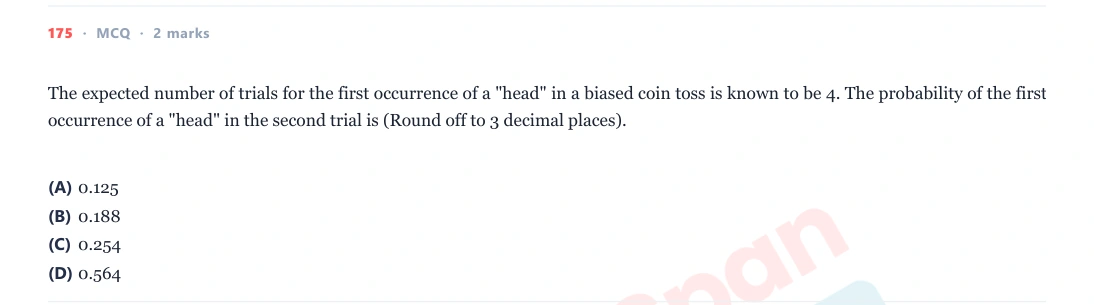 175 · MCQ · 2 marks
The expected number of trials for the first occurrence of a "head" in a biased coin toss is known to be 4. The probability of the first
occurrence of a "head" in the second trial is (Round off to 3 decimal places).
(A) 0.125
(B) 0.188
(C) 0.254
(D) 0.564